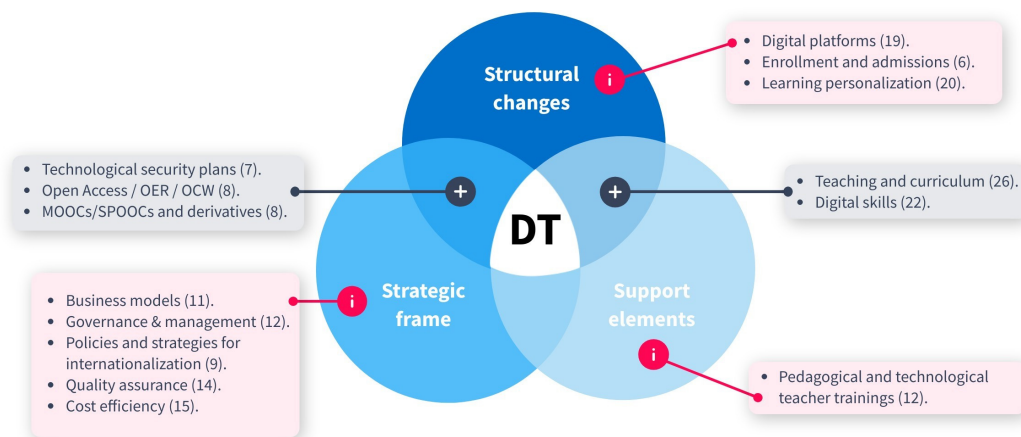 Structural
changes
i
• Digital platforms (19).
• Enrollment and admissions (6).
• Learning personalization (20).
• Technological security plans (7).
• Open Access / OER / OCW (8).
• MOOCs/SPOOCs and derivatives (8).
+
+
• Teaching and curriculum (26).
• Digital skills (22).
DT
• Business models (11).
• Governance & management (12).
• Policies and strategies for
internationalization (9).
• Quality assurance (14).
• Cost efficiency (15).
i
Strategic
frame
Support
elements
i
• Pedagogical and technological
teacher trainings (12).